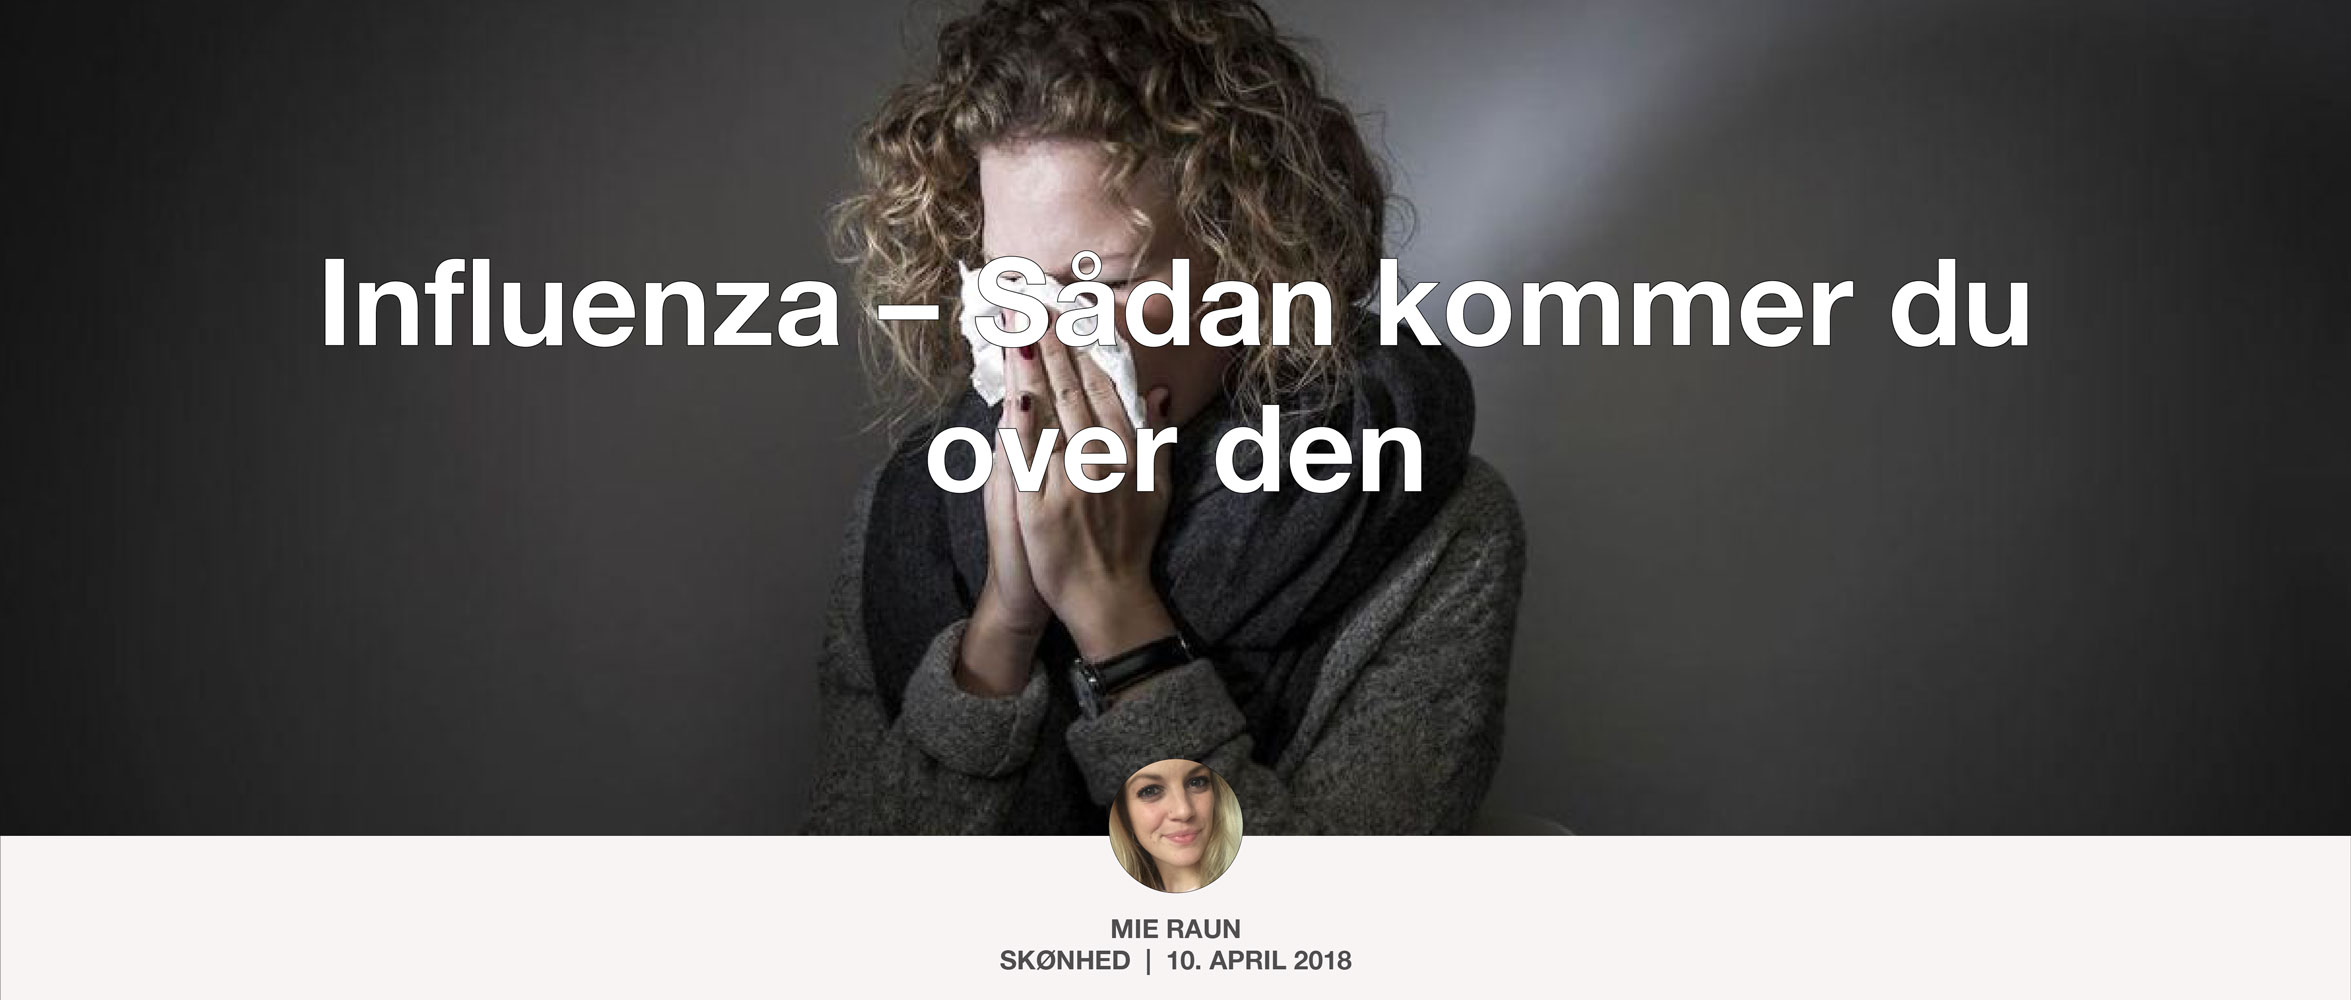 Influenza – Sådan kommer du
over den
MIE RAUN
SKØNHED | 10. APRIL 2018